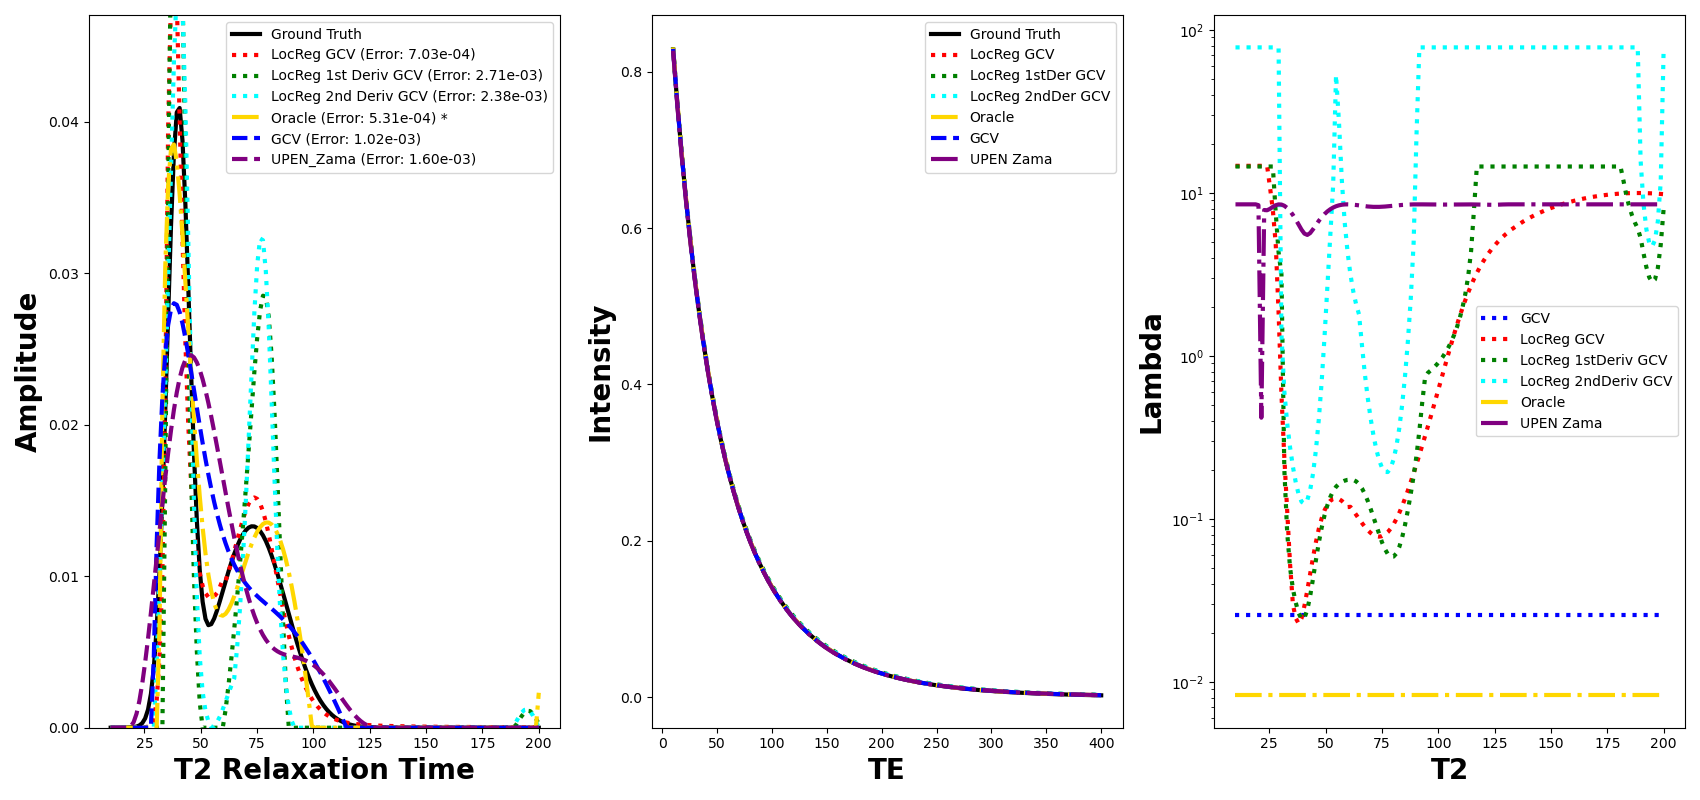 Amplitude
0.04
0.03
0.02
0.01
0.00
25 50 75 100 125 150 175 200
T2 Relaxation Time
Ground Truth
LocReg GCV (Error: 7.03e-04)
LocReg 1st Deriv GCV (Error: 2.71e-03)
LocReg 2nd Deriv GCV (Error: 2.38e-03)
Oracle (Error: 5.31e-04) *
GCV (Error: 1.02e-03)
UPEN_Zama (Error: 1.60e-03)
Intensity
0.8
0.6
0.4
0.2
0.0
0 50 100 150 200 250 300 350 400
TE
Ground Truth
LocReg GCV
LocReg 1stDer GCV
LocReg 2ndDer GCV
Oracle
GCV
UPEN Zama
Lambda
10²
10¹
10⁰
10⁻¹
10⁻²
25 50 75 100 125 150 175 200
T2
GCV
LocReg GCV
LocReg 1stDeriv GCV
LocReg 2ndDeriv GCV
Oracle
UPEN Zama